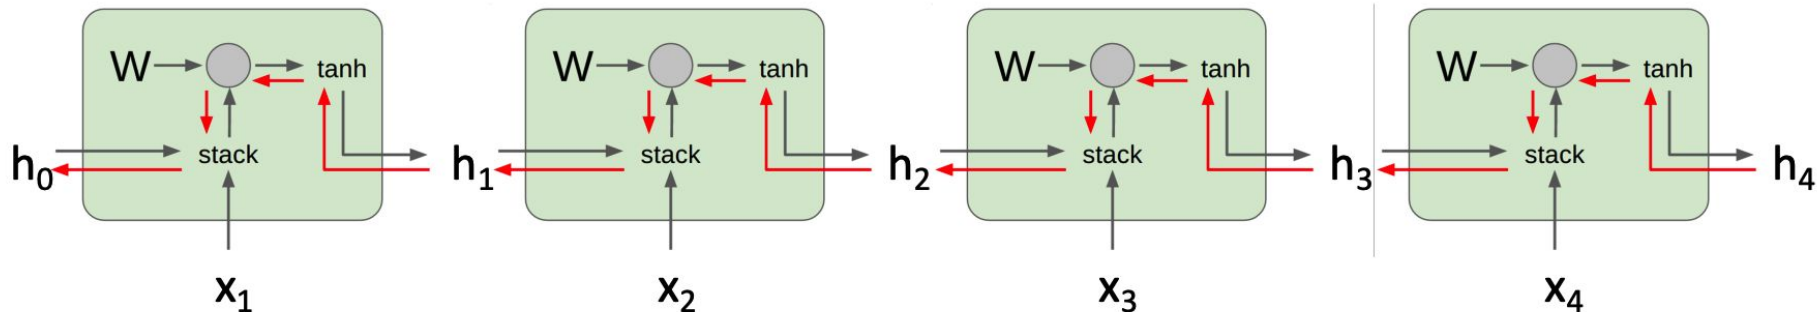 W tanh W tanh W tanh W tanh
h₀ stack h₁ stack h₂ stack h₃ stack h₄
x₁ x₂ x₃ x₄